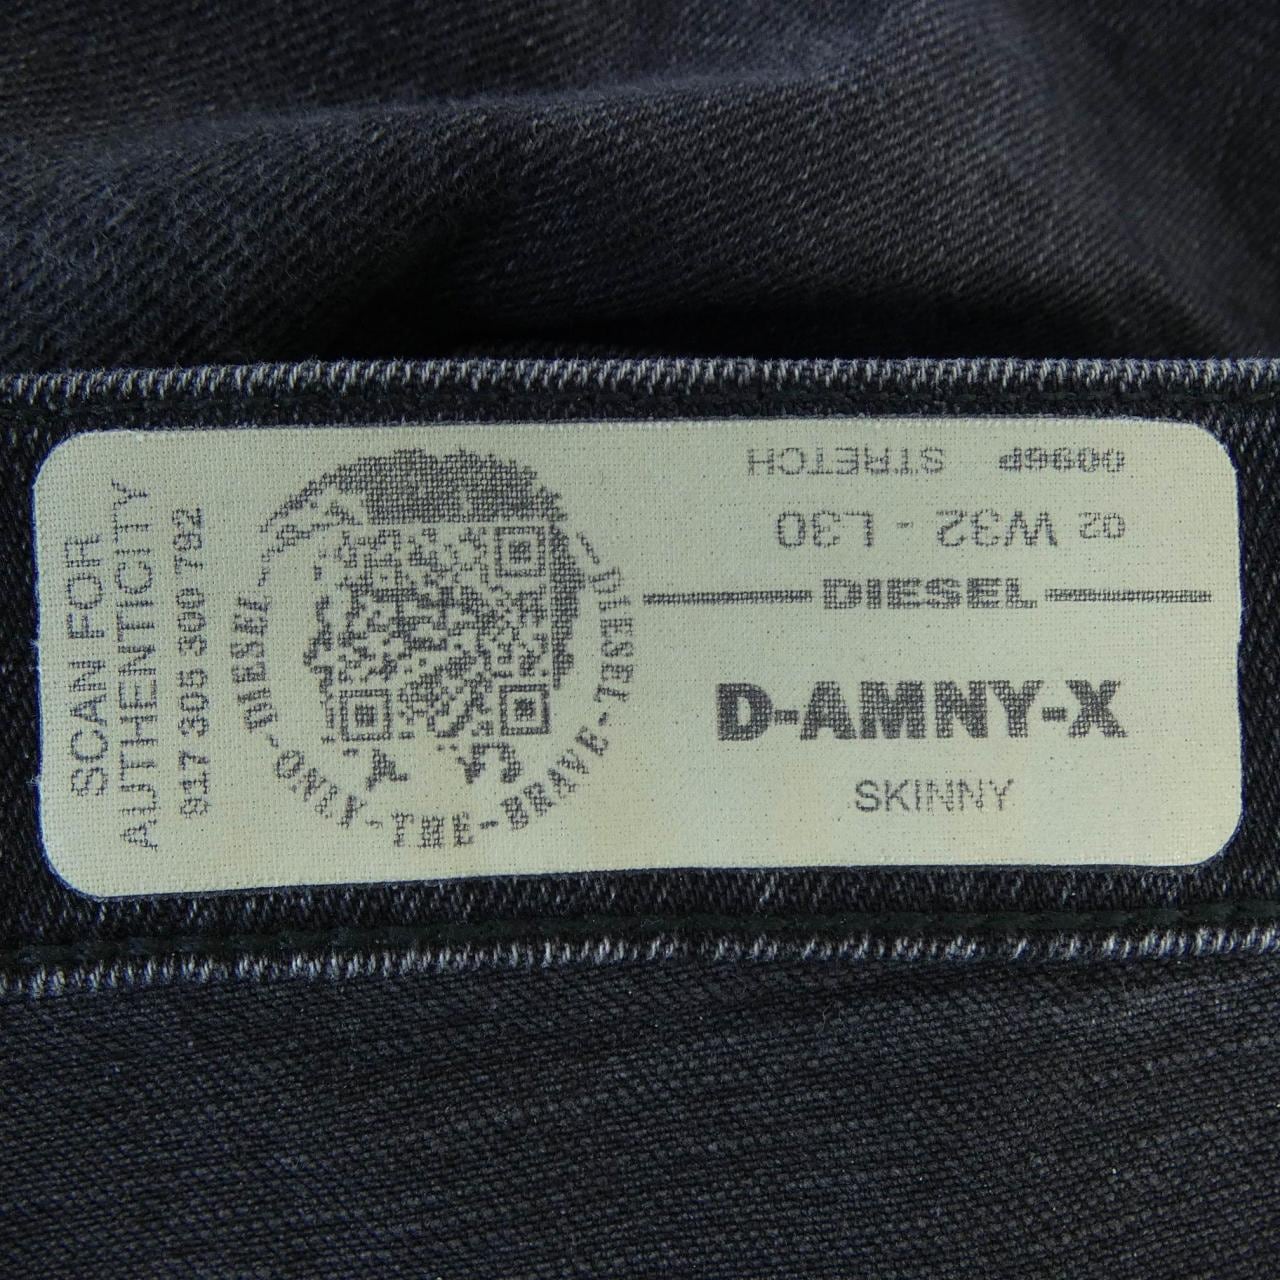 SCAN FOR
AUTHENTICITY
917 305 300 792
-DIESEL-ONLY-THE-BRAVE-DIESEL-
0096P STRETCH
02 W32 - L30
DIESEL
D-AMNY-X
SKINNY